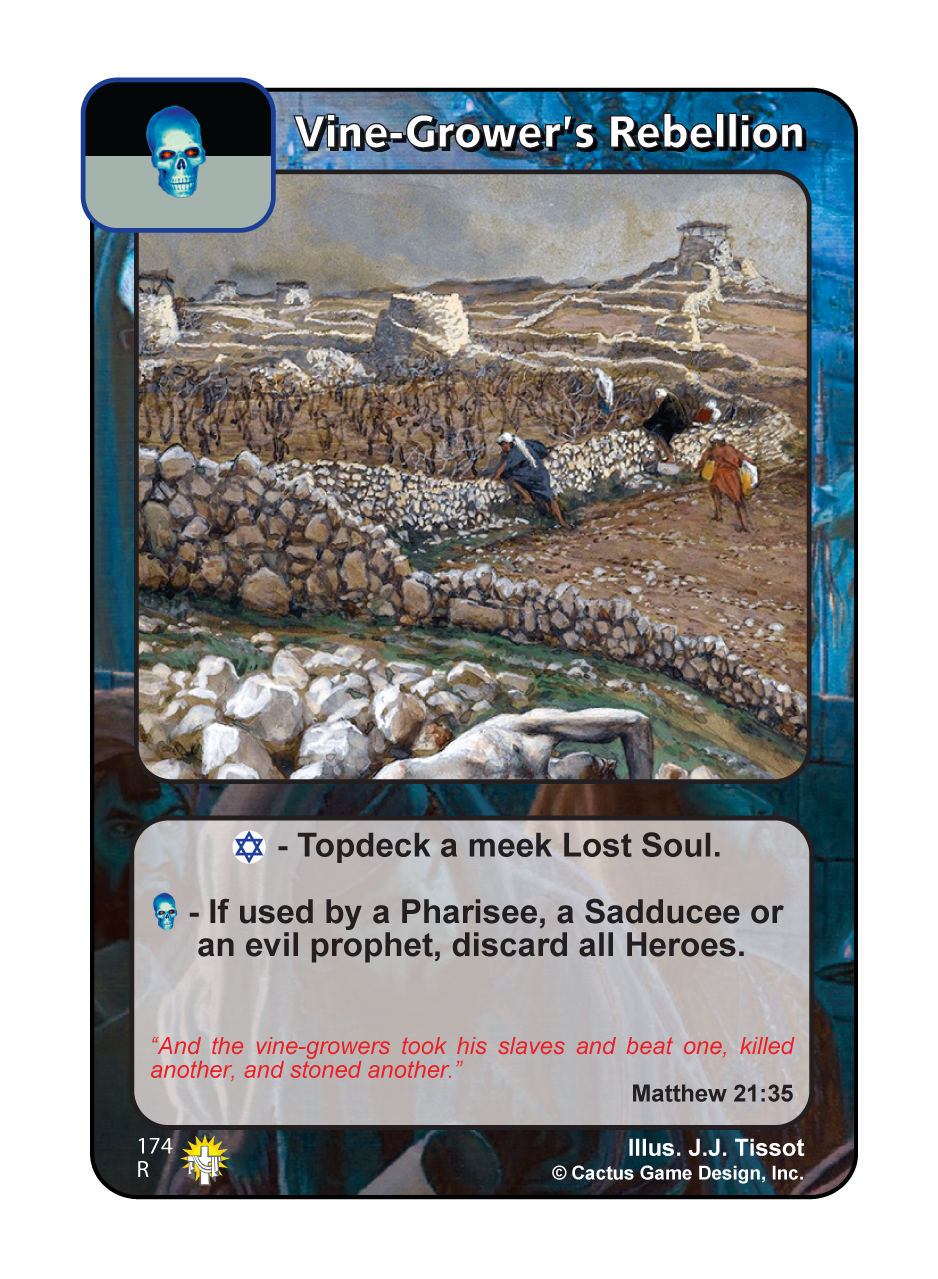 Vine-Grower's Rebellion
- Topdeck a meek Lost Soul.
- If used by a Pharisee, a Sadducee or
an evil prophet, discard all Heroes.
“And the vine-growers took his slaves and beat one, killed
another, and stoned another.”
Matthew 21:35
174
R
Illus. J.J. Tissot
© Cactus Game Design, Inc.